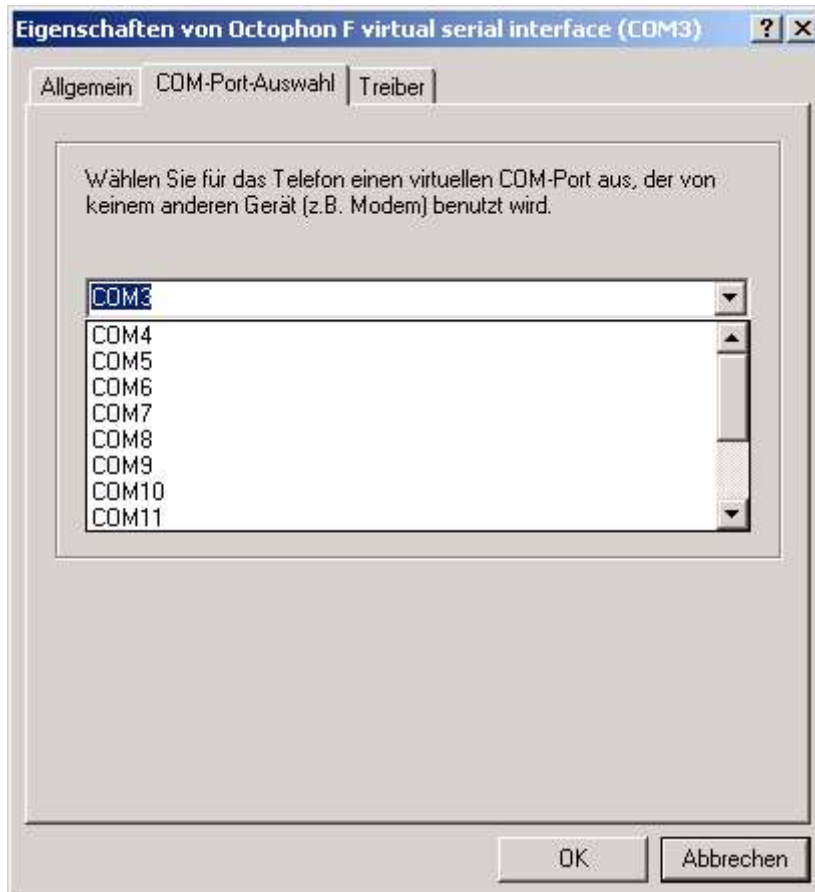 Eigenschaften von Octophon F virtual serial interface (COM3)
Allgemein COM-Port-Auswahl Treiber
Wählen Sie für das Telefon einen virtuellen COM-Port aus, der von
keinem anderen Gerät (z.B. Modem) benutzt wird.
COM3
COM4
COM5
COM6
COM7
COM8
COM9
COM10
COM11
OK Abbrechen